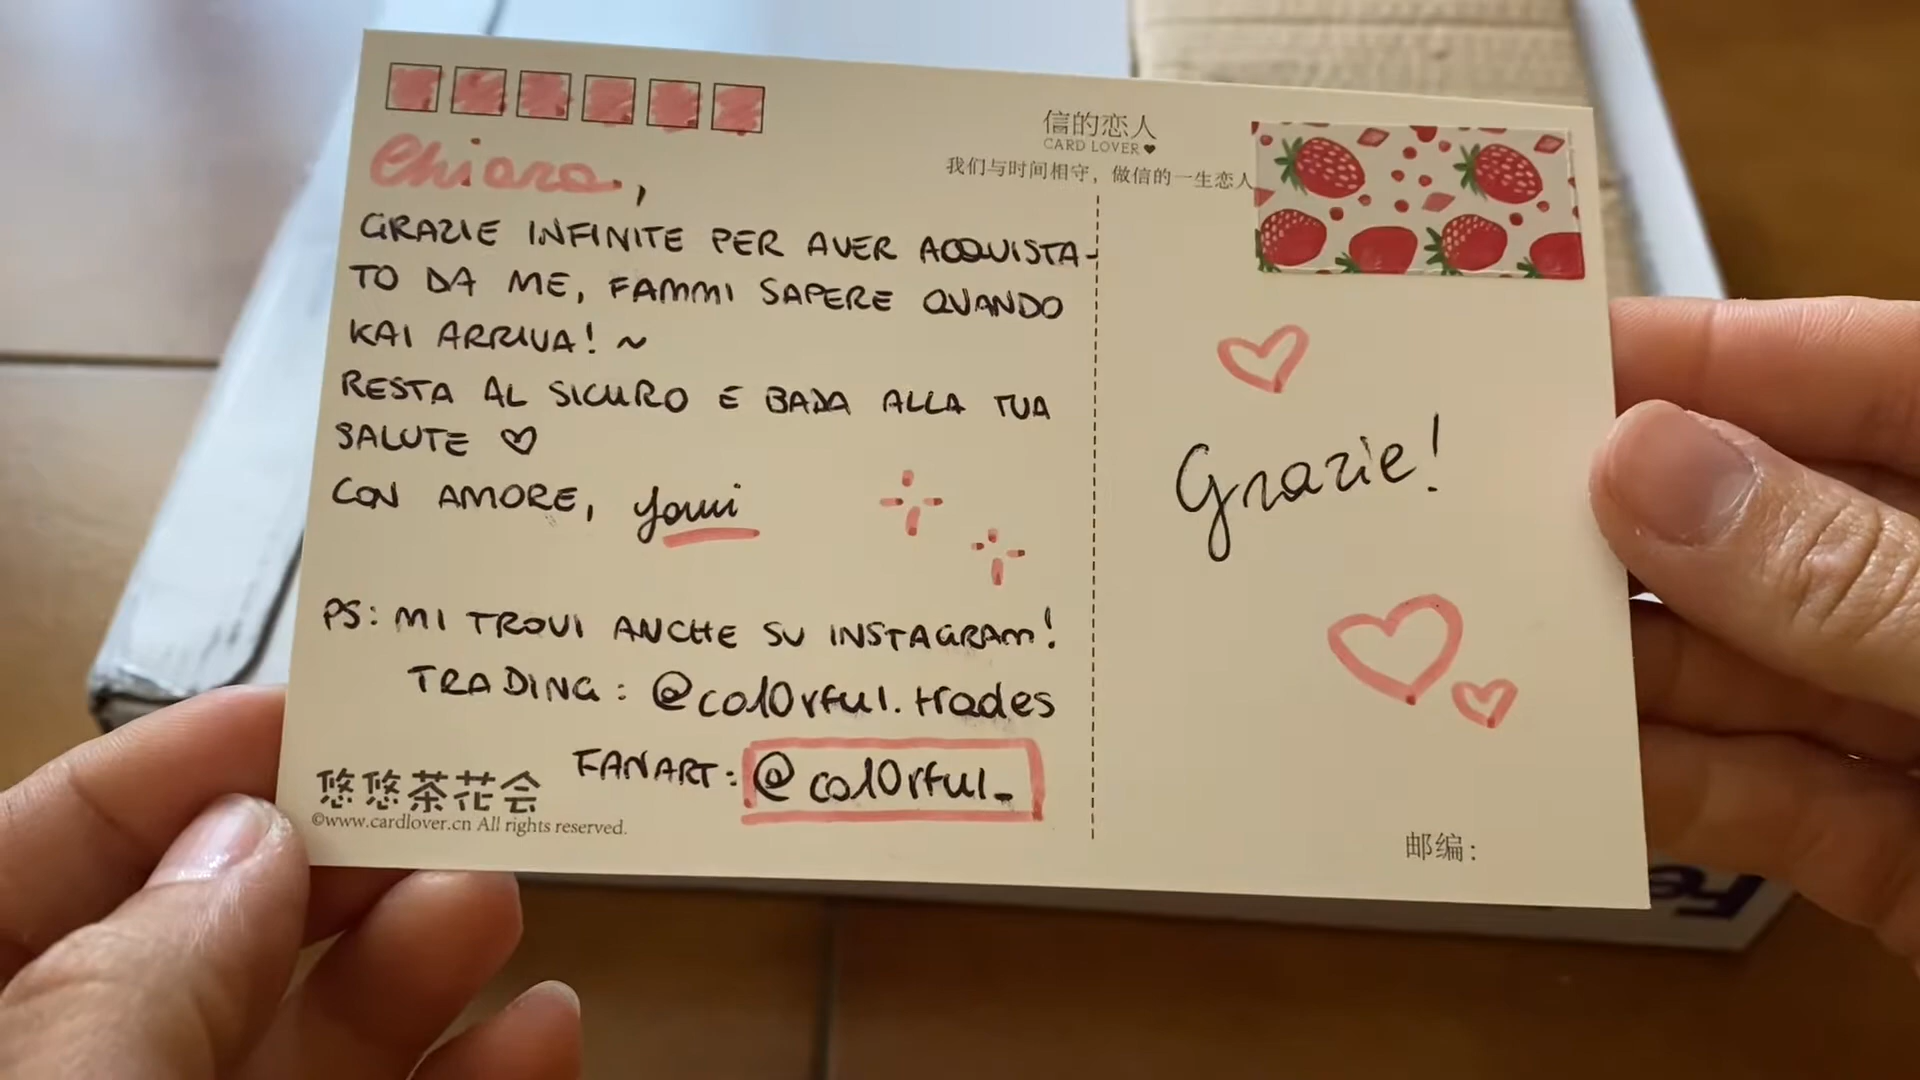 Chiara,
GRAZIE INFINITE PER AVER ACQUISTA-
TO DA ME, FAMMI SAPERE QUANDO
KAI ARRIVA! ~
RESTA AL SICURO E BADA ALLA TUA
SALUTE ♡
CON AMORE, yomi
PS: MI TROVI ANCHE SU INSTAGRAM!
TRADING: @col0rful.trades
FANART: @col0rful_
悠悠茶花会
©www.cardlover.cn All rights reserved.
信的恋人
CARD LOVER♥
我们与时间相守，做信的一生恋人
Grazie!
邮编：
Fe